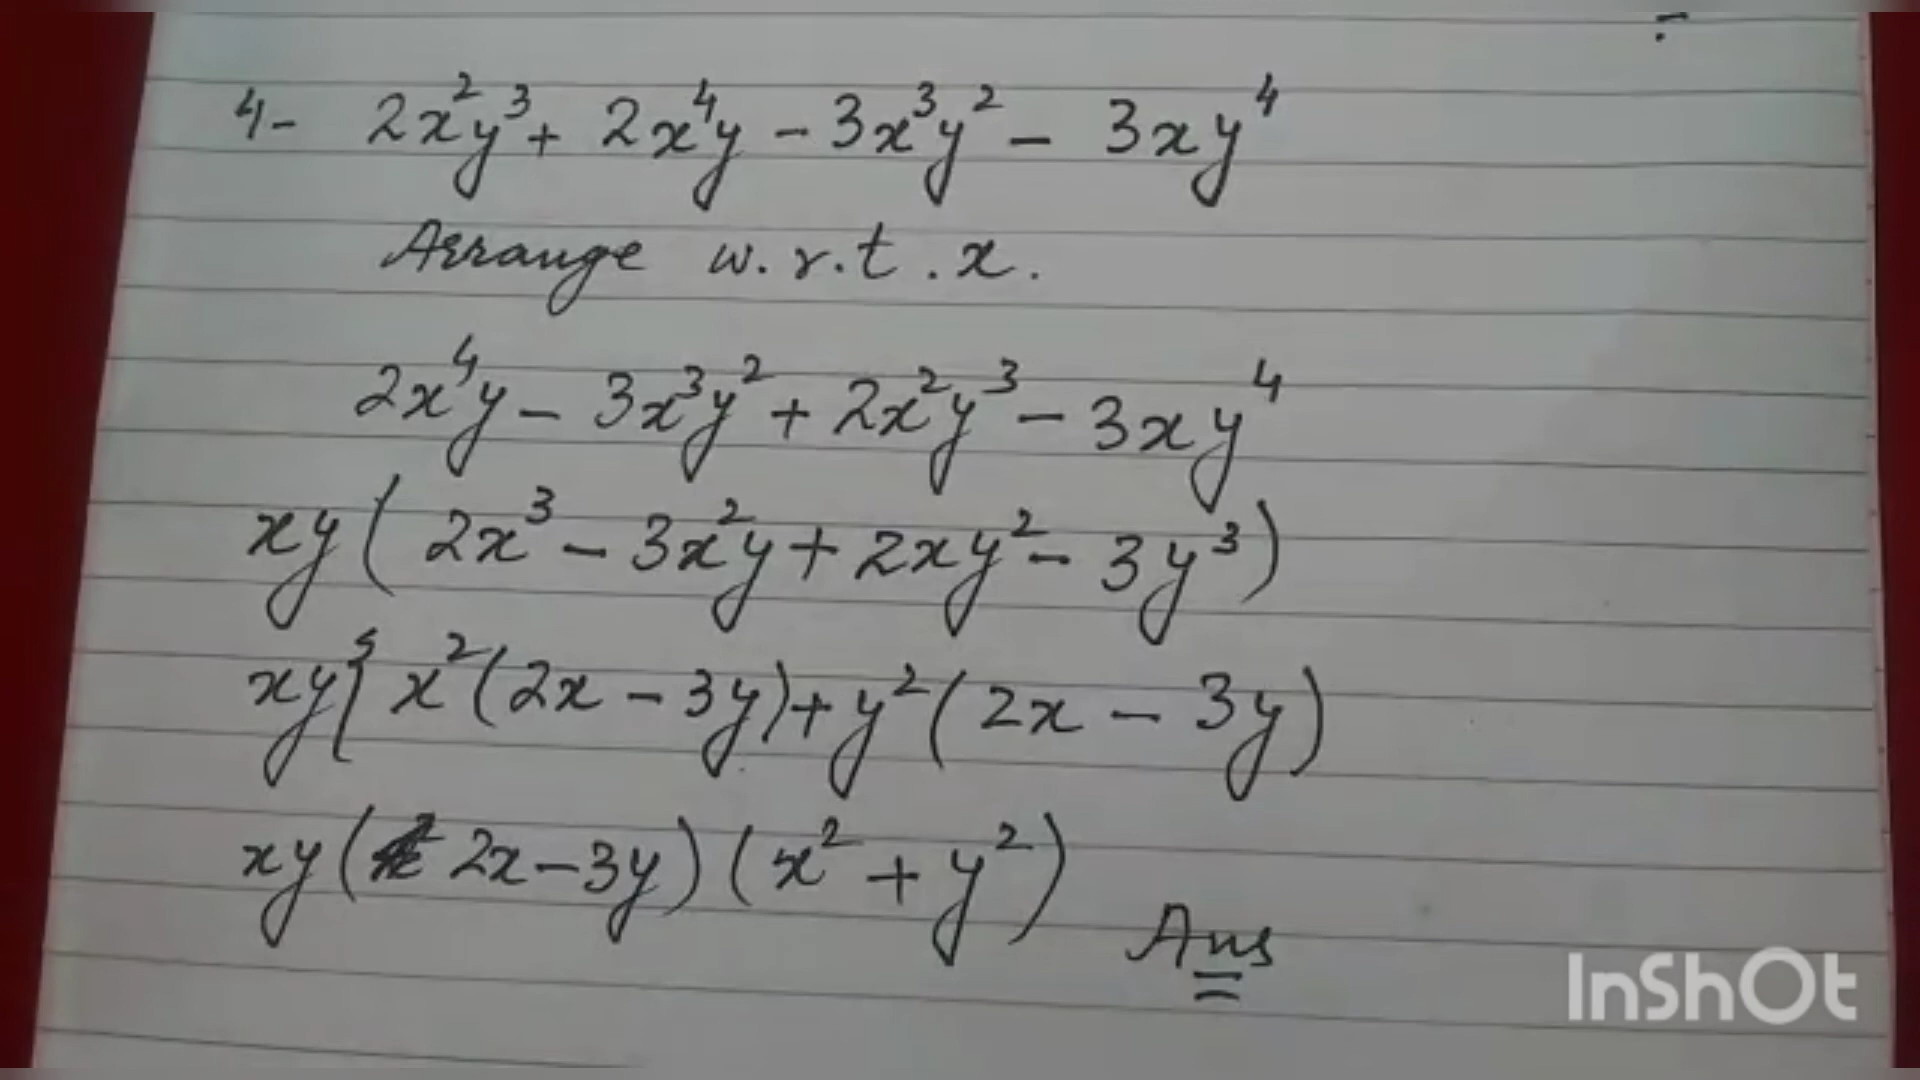 4- 2x²y³ + 2x⁴y - 3x³y² - 3xy⁴
Arrange w.r.t. x.
2x⁴y - 3x³y² + 2x²y³ - 3xy⁴
xy(2x³ - 3x²y + 2xy² - 3y³)
xy{x²(2x - 3y) + y²(2x - 3y)
xy(2x-3y)(x² + y²)
Ans
InShOt